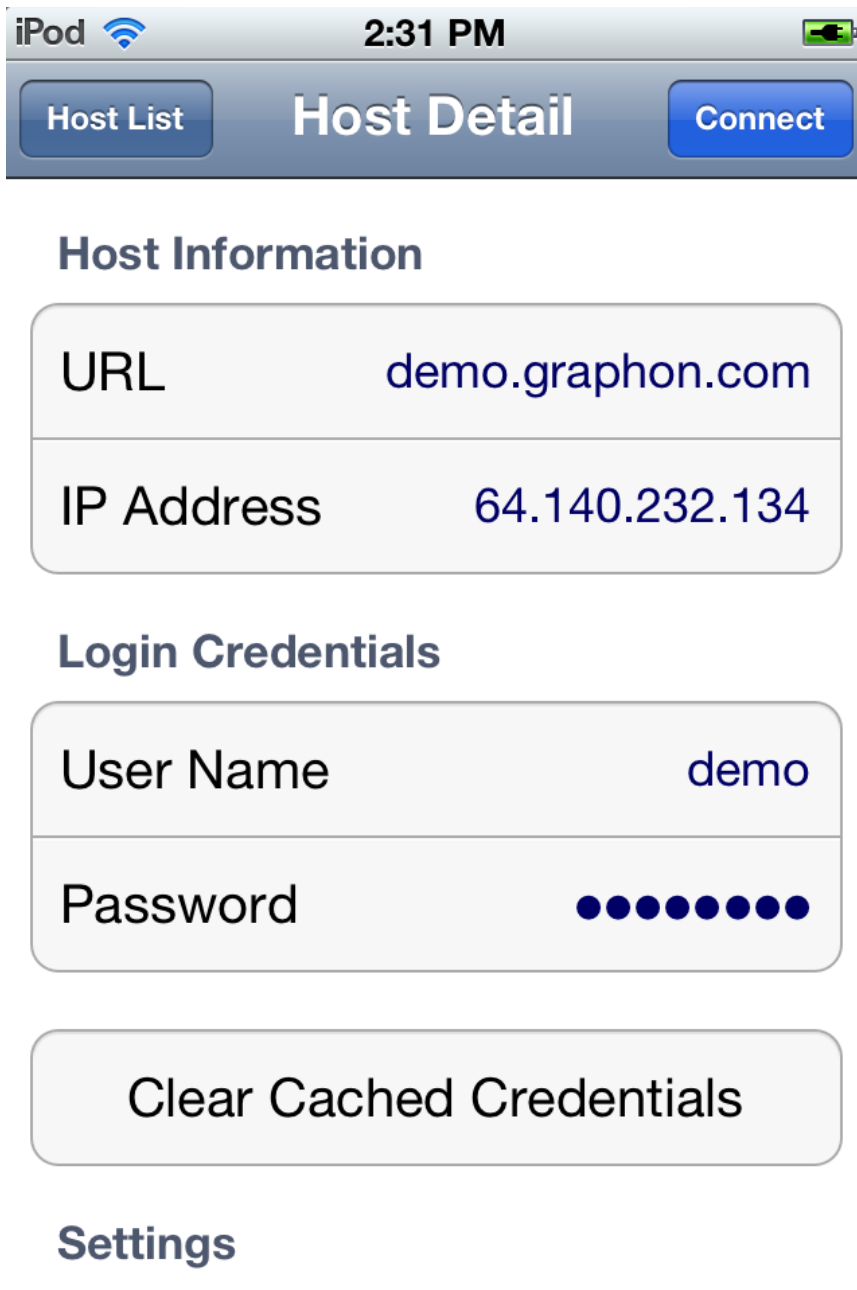 iPod 2:31 PM
Host List Host Detail Connect
Host Information
URL demo.graphon.com
IP Address 64.140.232.134
Login Credentials
User Name demo
Password ●●●●●●●●
Clear Cached Credentials
Settings